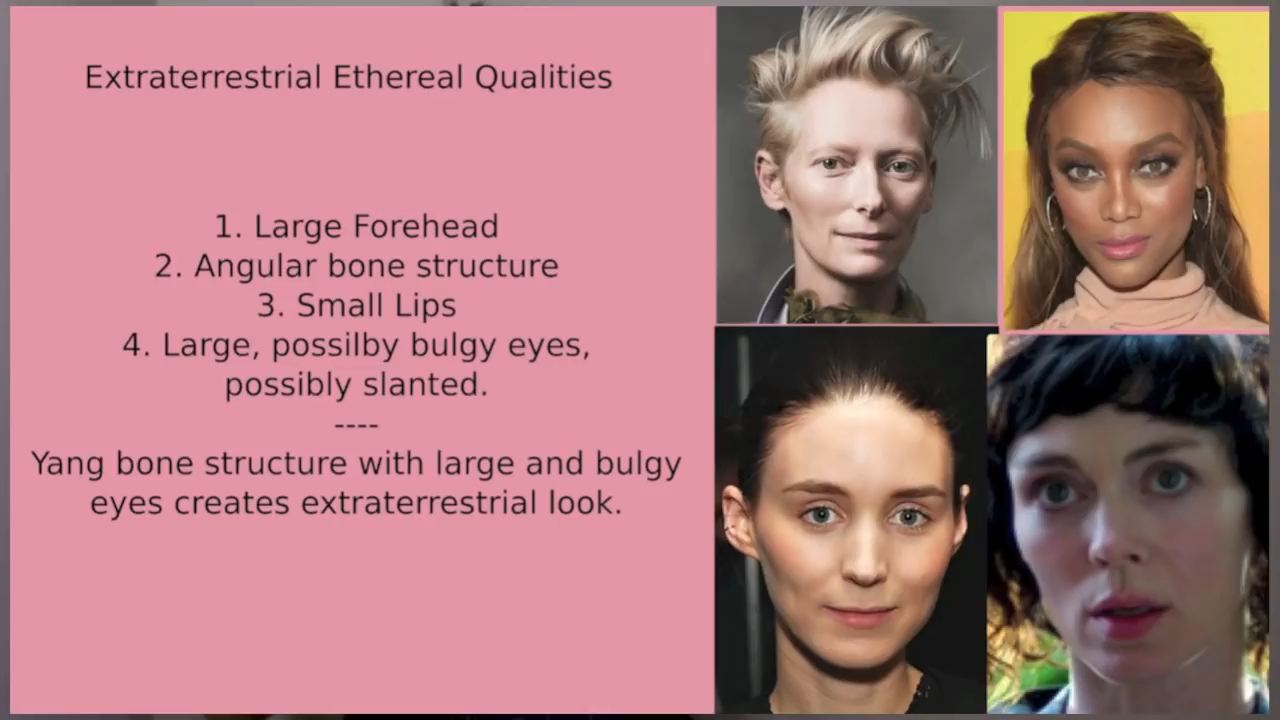 Extraterrestrial Ethereal Qualities
1. Large Forehead
2. Angular bone structure
3. Small Lips
4. Large, possilby bulgy eyes,
possibly slanted.
----
Yang bone structure with large and bulgy
eyes creates extraterrestrial look.